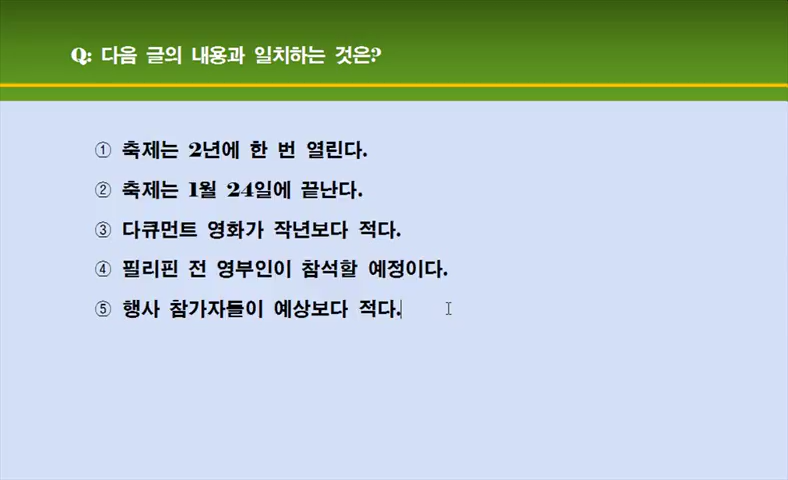 Q: 다음 글의 내용과 일치하는 것은?
① 축제는 2년에 한 번 열린다.
② 축제는 1월 24일에 끝난다.
③ 다큐먼트 영화가 작년보다 적다.
④ 필리핀 전 영부인이 참석할 예정이다.
⑤ 행사 참가자들이 예상보다 적다.